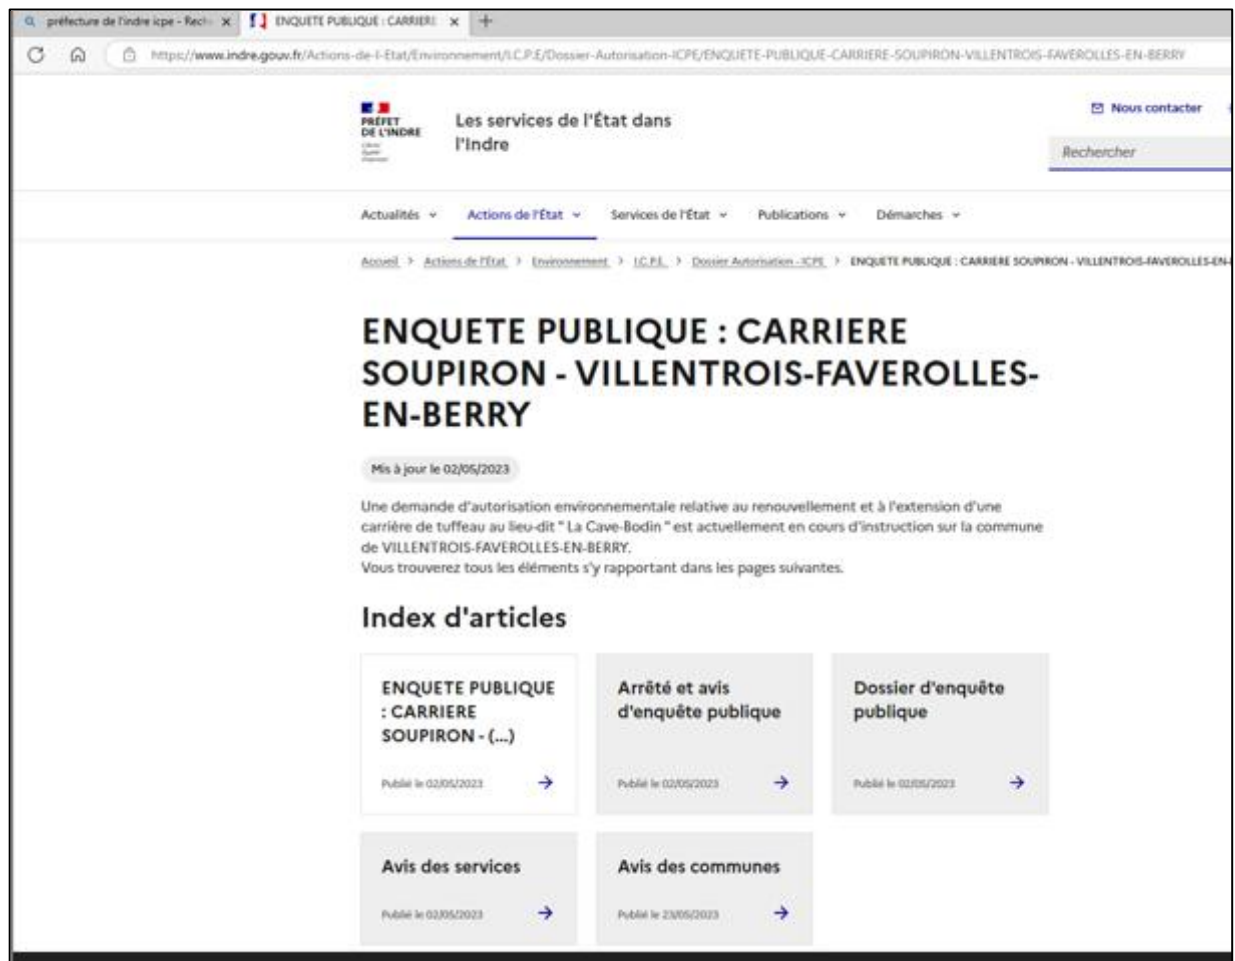 préfecture de l'indre icpe - Rech
ENQUETE PUBLIQUE : CARRIERE
https://www.indre.gouv.fr/Actions-de-l-Etat/Environnement/I.C.P.E/Dossier-Autorisation-ICPE/ENQUETE-PUBLIQUE-CARRIERE-SOUPIRON-VILLENTROIS-FAVEROLLES-EN-BERRY
PRÉFET
DE L'INDRE
Les services de l'État dans
l'Indre
Nous contacter
Rechercher
Actualités
Actions de l'État
Services de l'État
Publications
Démarches
Accueil > Actions de l'État > Environnement > I.C.P.E. > Dossier Autorisation - ICPE > ENQUETE PUBLIQUE : CARRIERE SOUPIRON - VILLENTROIS-FAVEROLLES-EN-
ENQUETE PUBLIQUE : CARRIERE
SOUPIRON - VILLENTROIS-FAVEROLLES-
EN-BERRY
Mis à jour le 02/05/2023
Une demande d'autorisation environnementale relative au renouvellement et à l'extension d'une
carrière de tuffeau au lieu-dit " La Cave-Bodin " est actuellement en cours d'instruction sur la commune
de VILLENTROIS-FAVEROLLES-EN-BERRY.
Vous trouverez tous les éléments s'y rapportant dans les pages suivantes.
Index d'articles
ENQUETE PUBLIQUE
: CARRIERE
SOUPIRON - (...)
Publié le 02/05/2023
Arrêté et avis
d'enquête publique
Publié le 02/05/2023
Dossier d'enquête
publique
Publié le 02/05/2023
Avis des services
Publié le 02/05/2023
Avis des communes
Publié le 23/05/2023